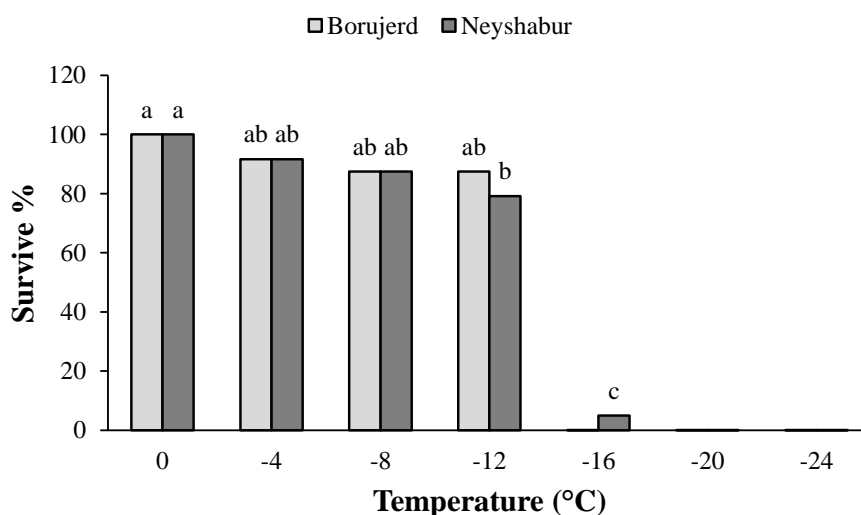 Borujerd Neyshabur
120
100
80
60
40
20
0
Survive %
a a
ab ab
ab ab
ab b
c
0 -4 -8 -12 -16 -20 -24
Temperature (°C)